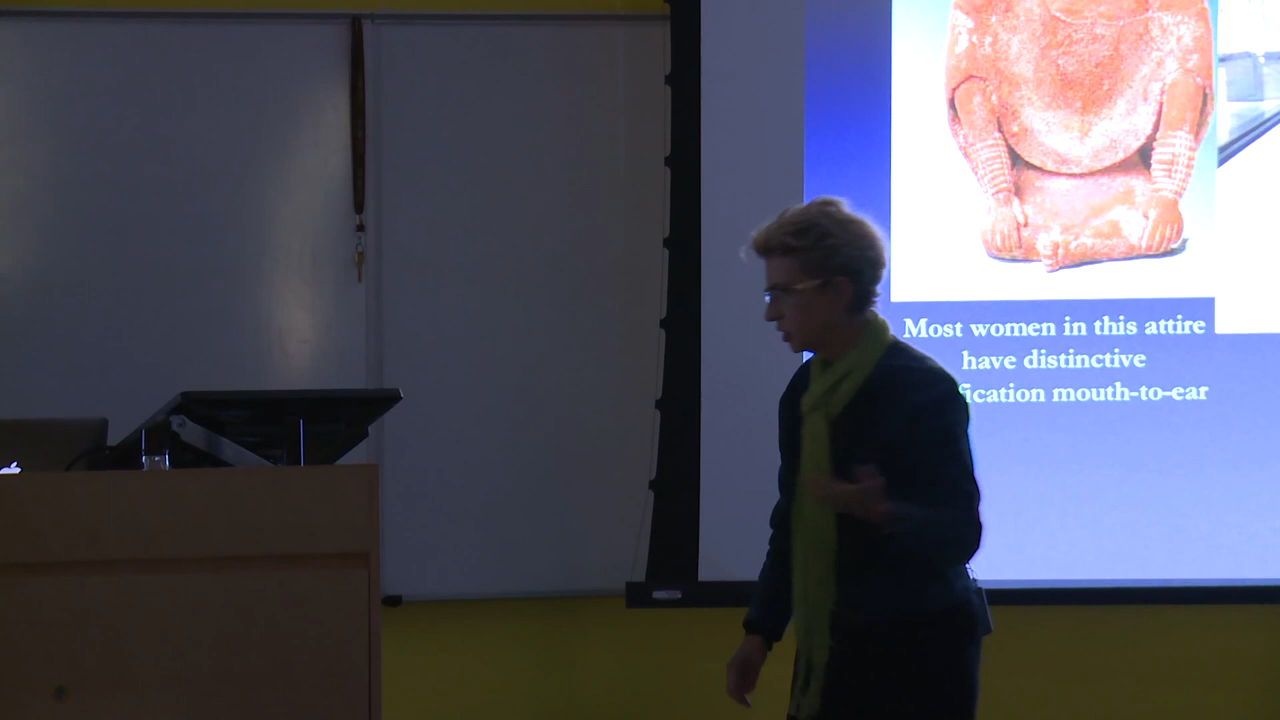 Most women in this attire
have distinctive
fication mouth-to-ear